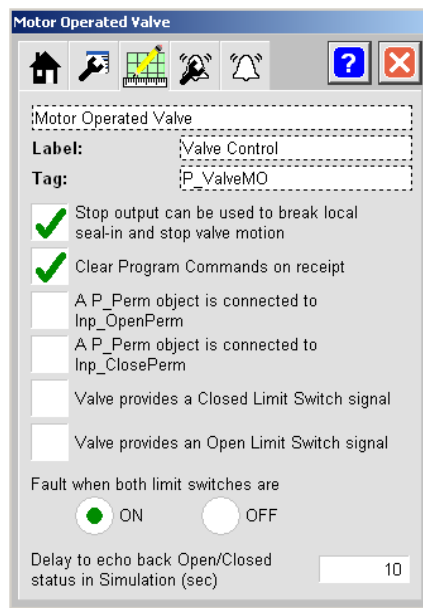 Motor Operated Valve
?
Motor Operated Valve
Label: Valve Control
Tag: P_ValveMO
Stop output can be used to break local
seal-in and stop valve motion
Clear Program Commands on receipt
A P_Perm object is connected to
Inp_OpenPerm
A P_Perm object is connected to
Inp_ClosePerm
Valve provides a Closed Limit Switch signal
Valve provides an Open Limit Switch signal
Fault when both limit switches are
ON OFF
Delay to echo back Open/Closed
status in Simulation (sec) 10